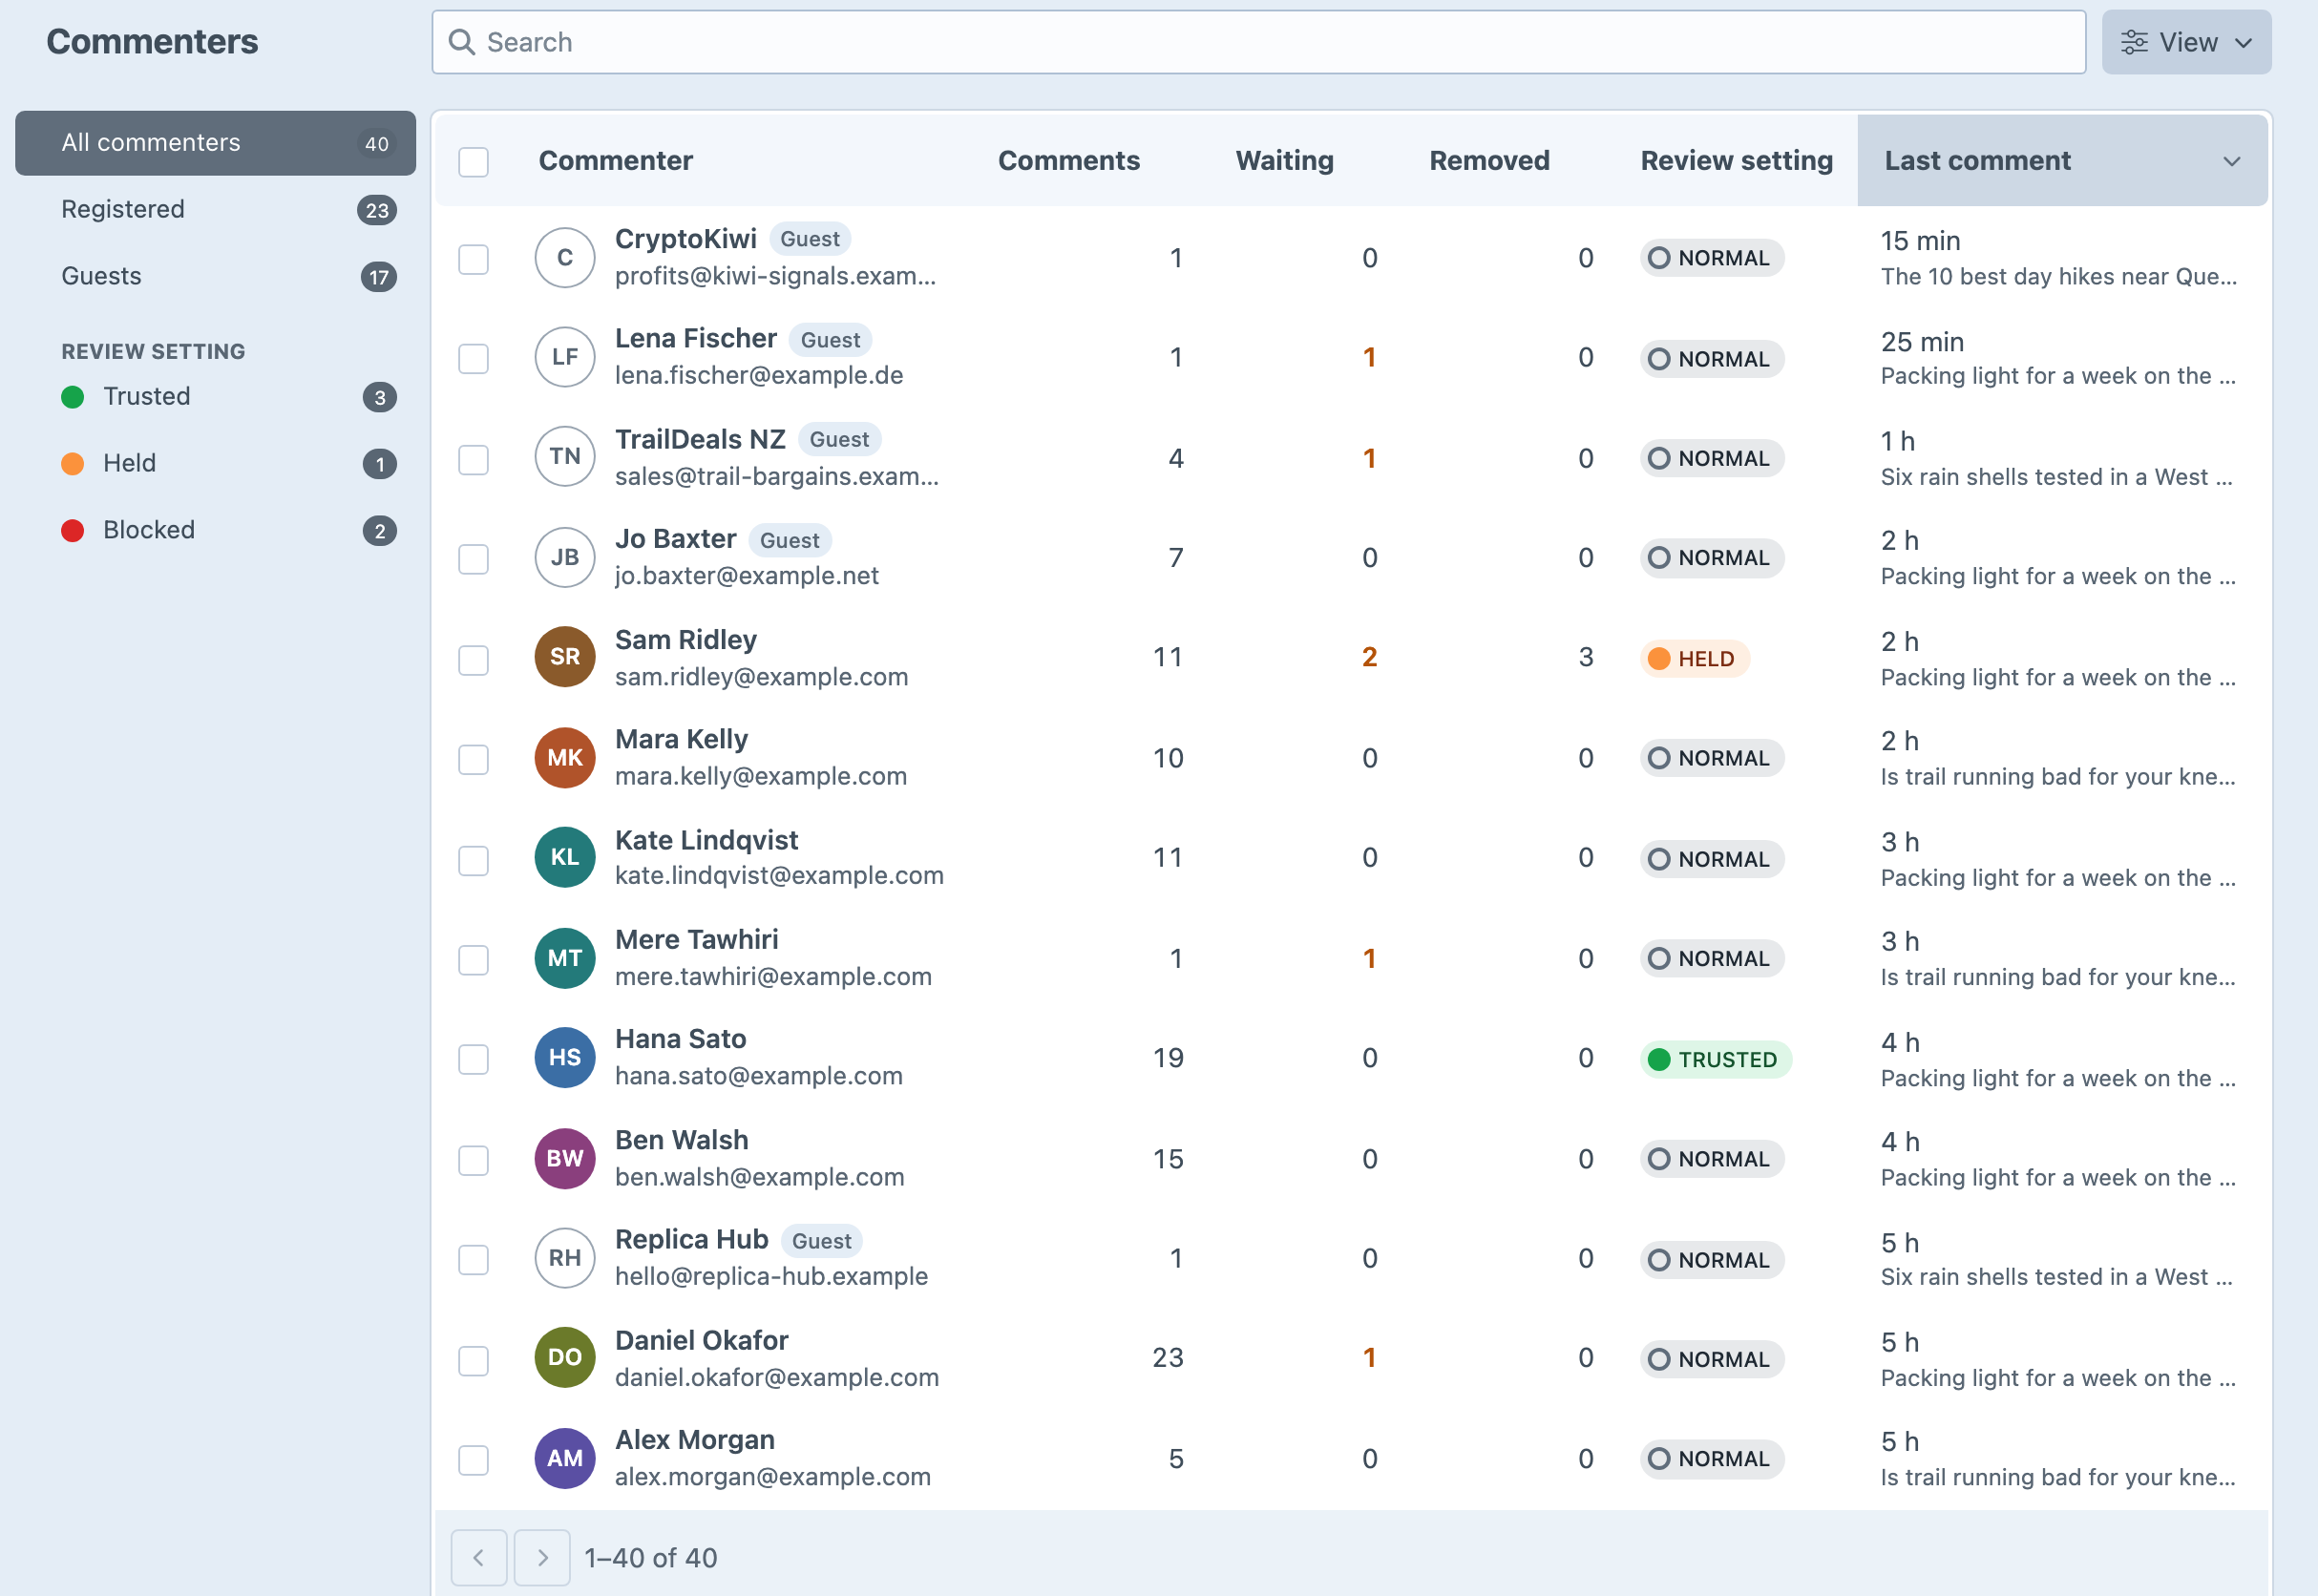 Commenters
Search
View
All commenters 40
Registered 23
Guests 17
REVIEW SETTING
Trusted 3
Held 1
Blocked 2
Commenter Comments Waiting Removed Review setting Last comment
C CryptoKiwi Guest 1 0 0 NORMAL 15 min
profits@kiwi-signals.exam... The 10 best day hikes near Que...
LF Lena Fischer Guest 1 1 0 NORMAL 25 min
lena.fischer@example.de Packing light for a week on the ...
TN TrailDeals NZ Guest 4 1 0 NORMAL 1 h
sales@trail-bargains.exam... Six rain shells tested in a West ...
JB Jo Baxter Guest 7 0 0 NORMAL 2 h
jo.baxter@example.net Packing light for a week on the ...
SR Sam Ridley 11 2 3 HELD 2 h
sam.ridley@example.com Packing light for a week on the ...
MK Mara Kelly 10 0 0 NORMAL 2 h
mara.kelly@example.com Is trail running bad for your kne...
KL Kate Lindqvist 11 0 0 NORMAL 3 h
kate.lindqvist@example.com Packing light for a week on the ...
MT Mere Tawhiri 1 1 0 NORMAL 3 h
mere.tawhiri@example.com Is trail running bad for your kne...
HS Hana Sato 19 0 0 TRUSTED 4 h
hana.sato@example.com Packing light for a week on the ...
BW Ben Walsh 15 0 0 NORMAL 4 h
ben.walsh@example.com Packing light for a week on the ...
RH Replica Hub Guest 1 0 0 NORMAL 5 h
hello@replica-hub.example Six rain shells tested in a West ...
DO Daniel Okafor 23 1 0 NORMAL 5 h
daniel.okafor@example.com Packing light for a week on the ...
AM Alex Morgan 5 0 0 NORMAL 5 h
alex.morgan@example.com Is trail running bad for your kne...
1–40 of 40